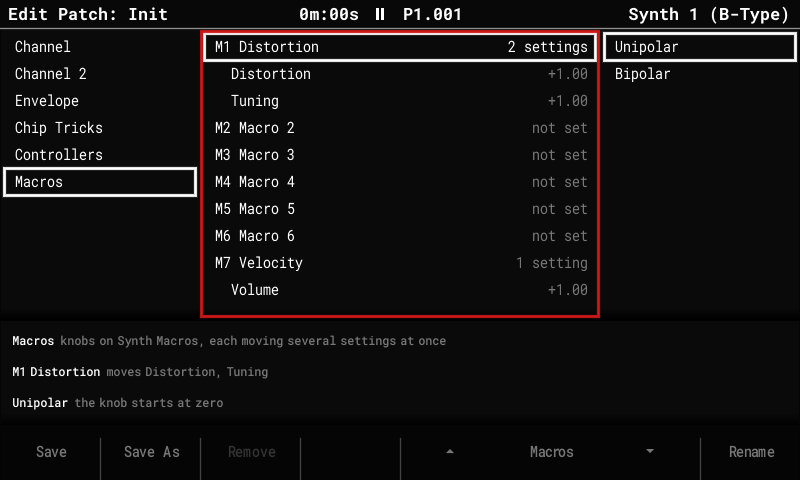 Edit Patch: Init 0m:00s P1.001 Synth 1 (B-Type)
Channel
Channel 2
Envelope
Chip Tricks
Controllers
Macros
M1 Distortion 2 settings
Distortion +1.00
Tuning +1.00
M2 Macro 2 not set
M3 Macro 3 not set
M4 Macro 4 not set
M5 Macro 5 not set
M6 Macro 6 not set
M7 Velocity 1 setting
Volume +1.00
Unipolar
Bipolar
Macros knobs on Synth Macros, each moving several settings at once
M1 Distortion moves Distortion, Tuning
Unipolar the knob starts at zero
Save Save As Remove Macros Rename